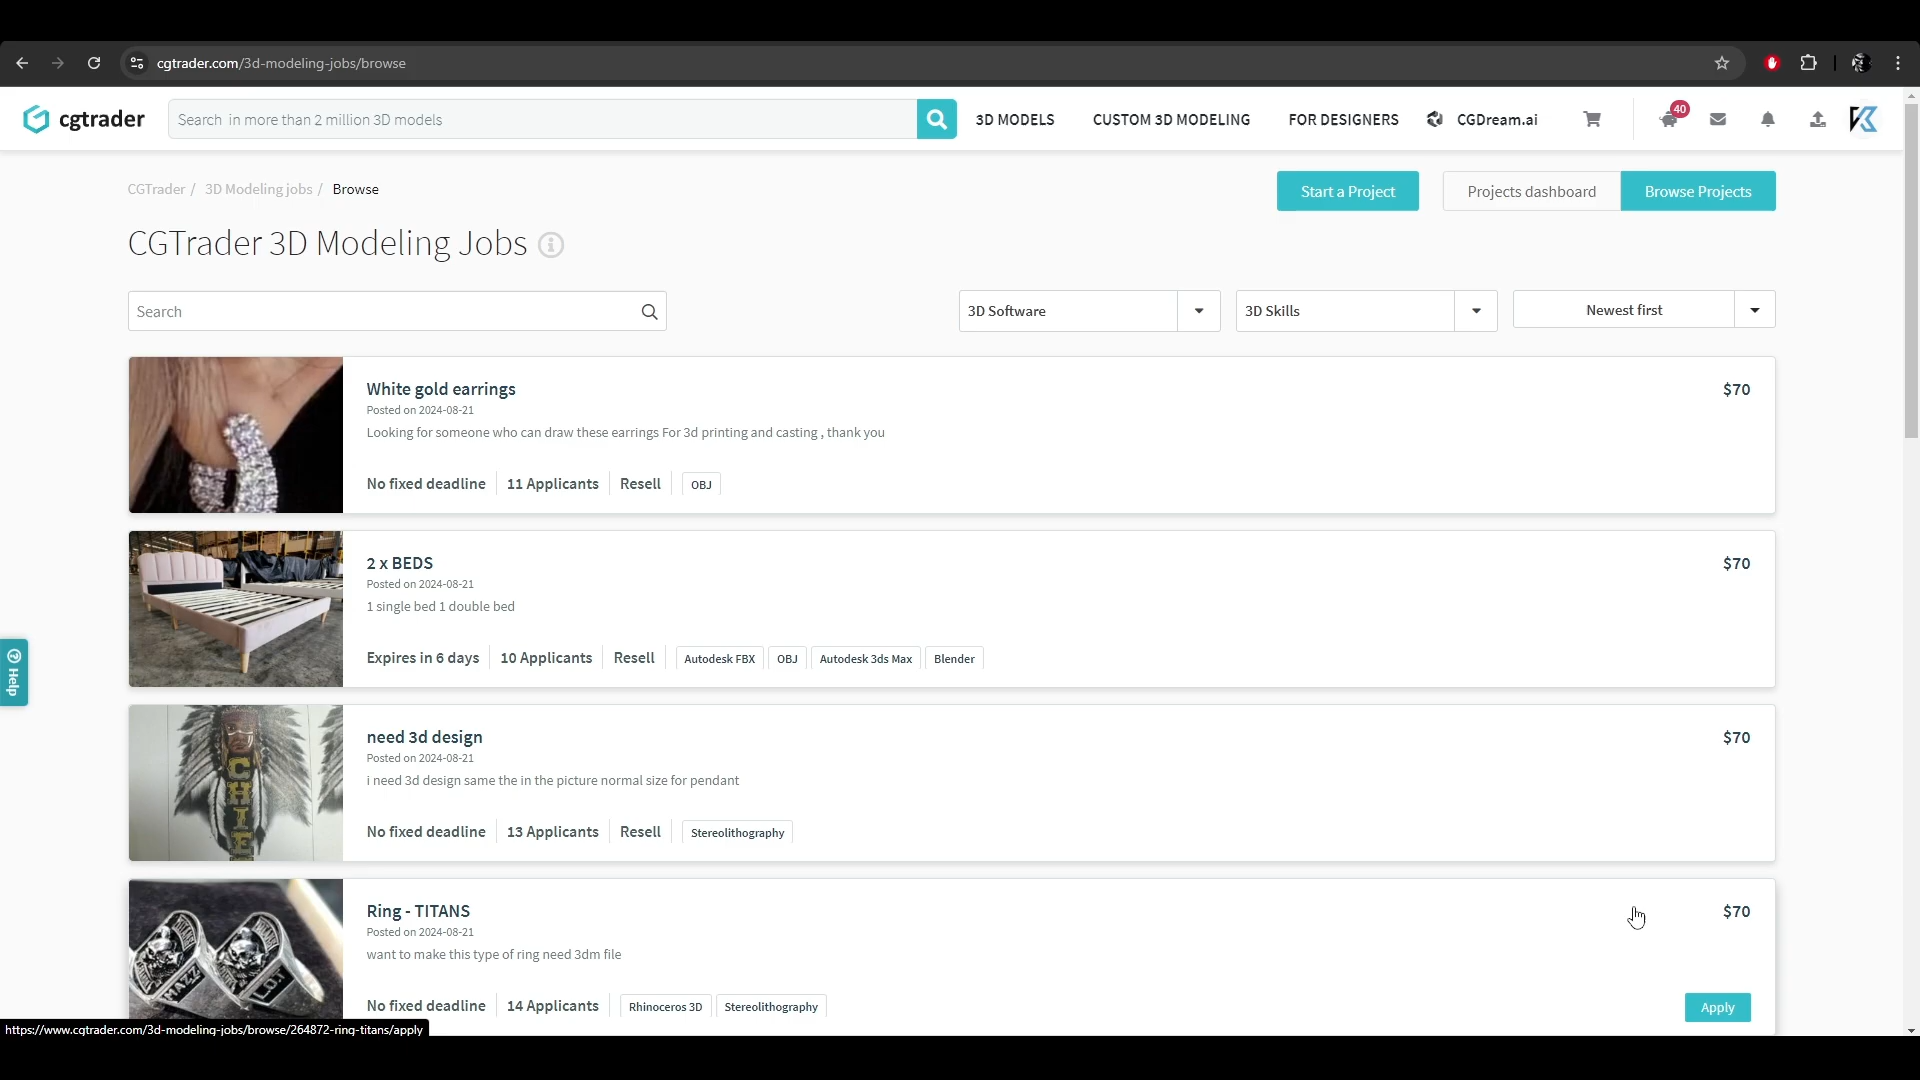 cgtrader.com/3d-modeling-jobs/browse
cgtrader
Search in more than 2 million 3D models
3D MODELS
CUSTOM 3D MODELING
FOR DESIGNERS
CGDream.ai
40
CGTrader / 3D Modeling jobs / Browse
Start a Project
Projects dashboard
Browse Projects
CGTrader 3D Modeling Jobs
Search
3D Software
3D Skills
Newest first
White gold earrings
$70
Posted on 2024-08-21
Looking for someone who can draw these earrings For 3d printing and casting , thank you
No fixed deadline
11 Applicants
Resell
OBJ
2 x BEDS
$70
Posted on 2024-08-21
1 single bed 1 double bed
Expires in 6 days
10 Applicants
Resell
Autodesk FBX
OBJ
Autodesk 3ds Max
Blender
Help
need 3d design
$70
Posted on 2024-08-21
i need 3d design same the in the picture normal size for pendant
No fixed deadline
13 Applicants
Resell
Stereolithography
CHIE
Ring - TITANS
$70
Posted on 2024-08-21
want to make this type of ring need 3dm file
No fixed deadline
14 Applicants
Rhinoceros 3D
Stereolithography
Apply
MAZZ
https://www.cgtrader.com/3d-modeling-jobs/browse/264872-ring-titans/apply